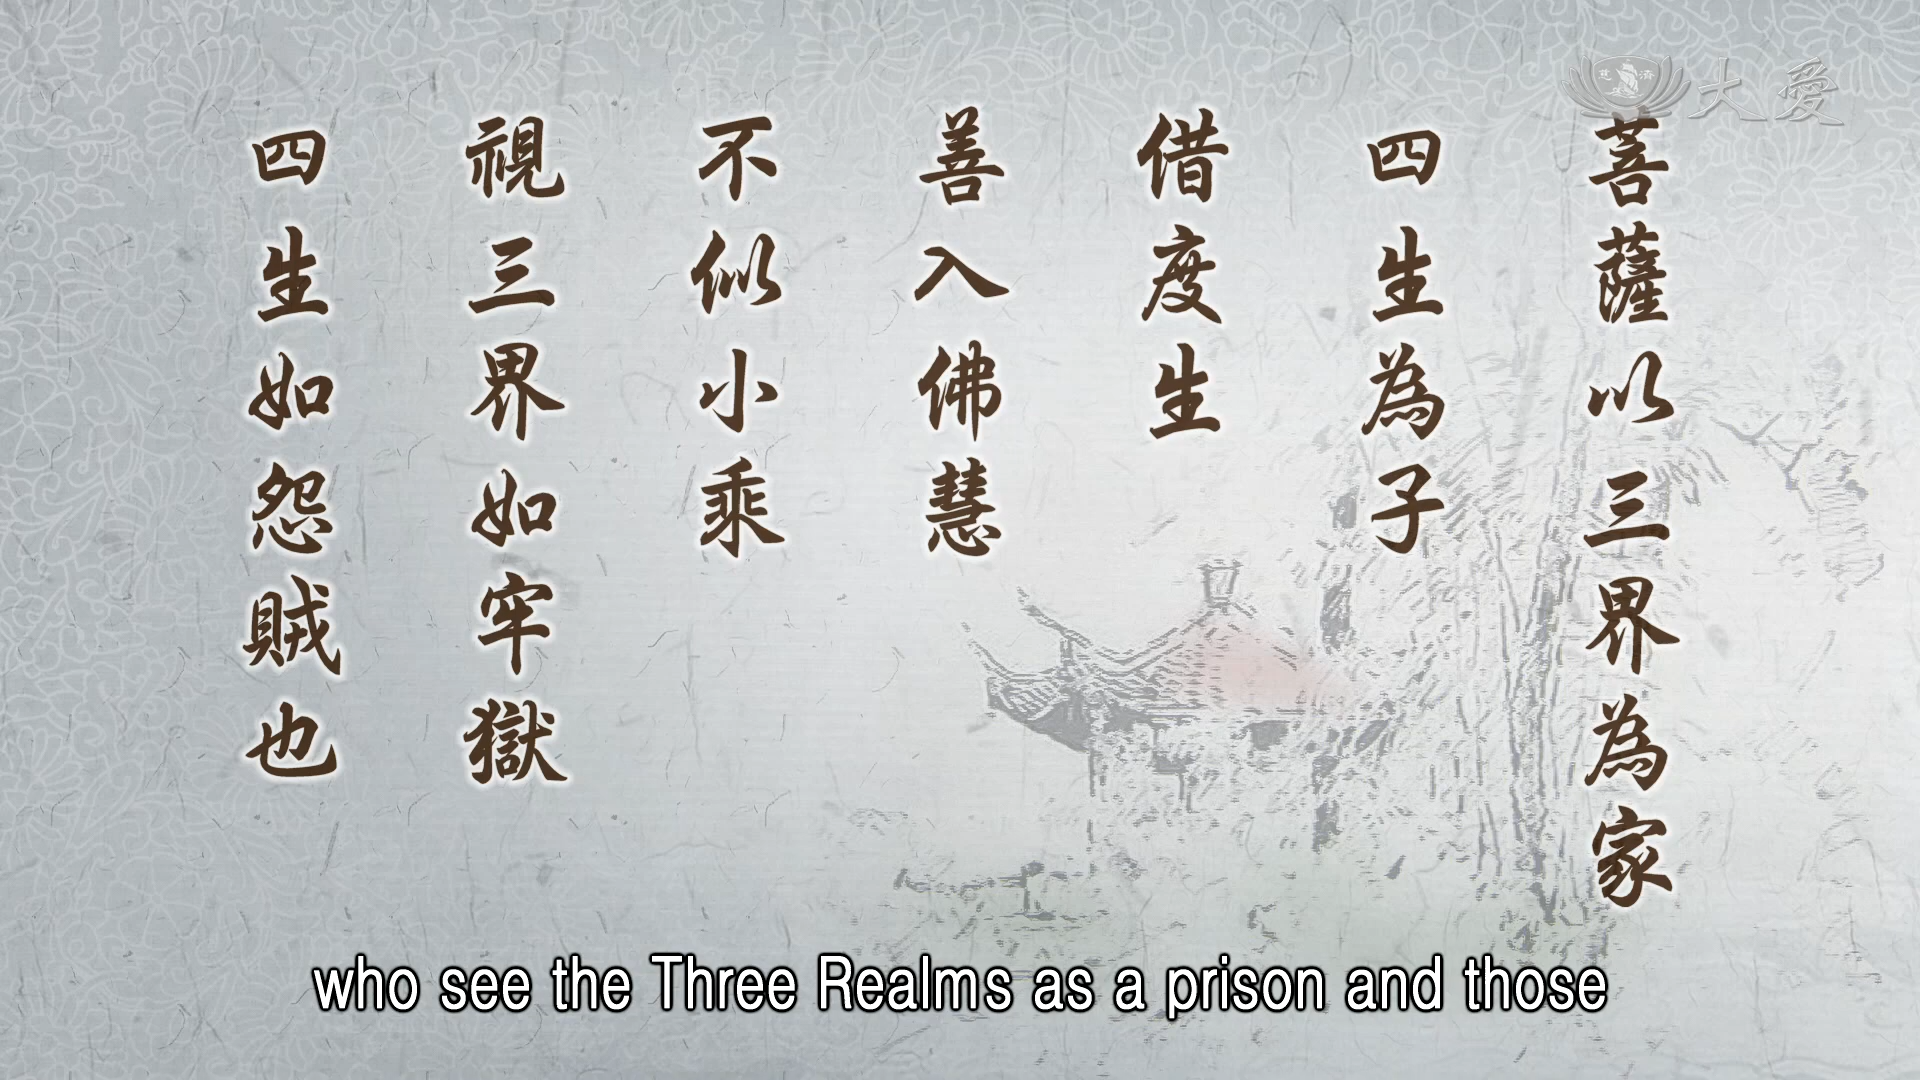 菩薩以三界為家
四生為子
借度生
善入佛慧
不似小乘
視三界如牢獄
四生如怨賊也
慈濟
大愛
who see the Three Realms as a prison and those